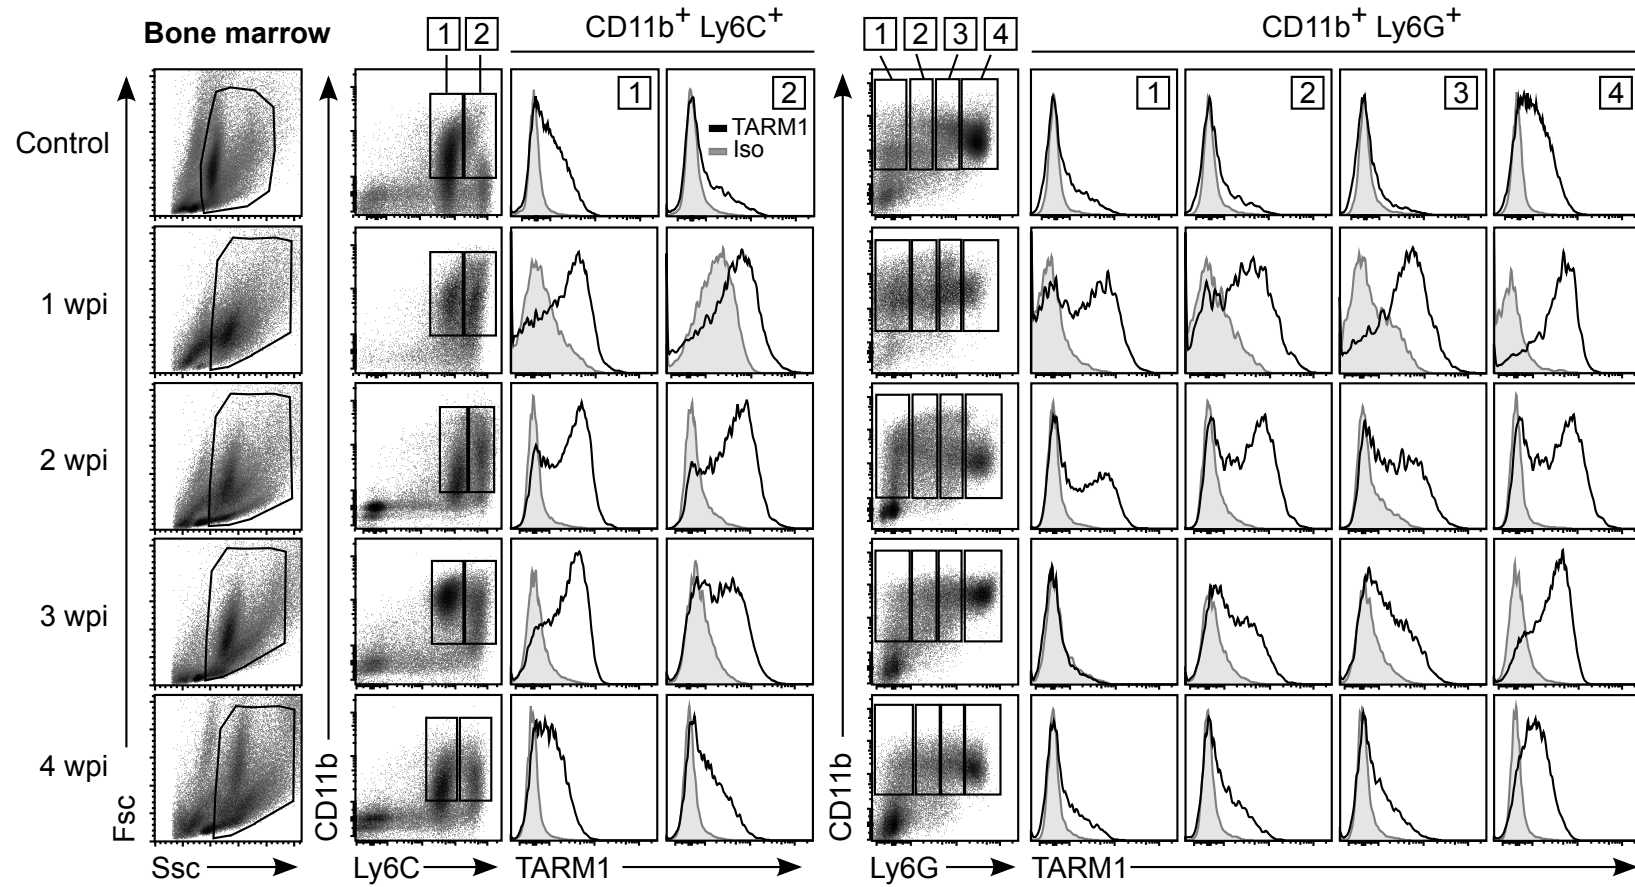 Bone marrow
1 2
CD11b+ Ly6C+
1 2 3 4
CD11b+ Ly6G+
Control
1
2
TARM1
Iso
1
2
3
4
1 wpi
2 wpi
3 wpi
4 wpi
Fsc
CD11b
CD11b
Ssc
Ly6C
TARM1
Ly6G
TARM1